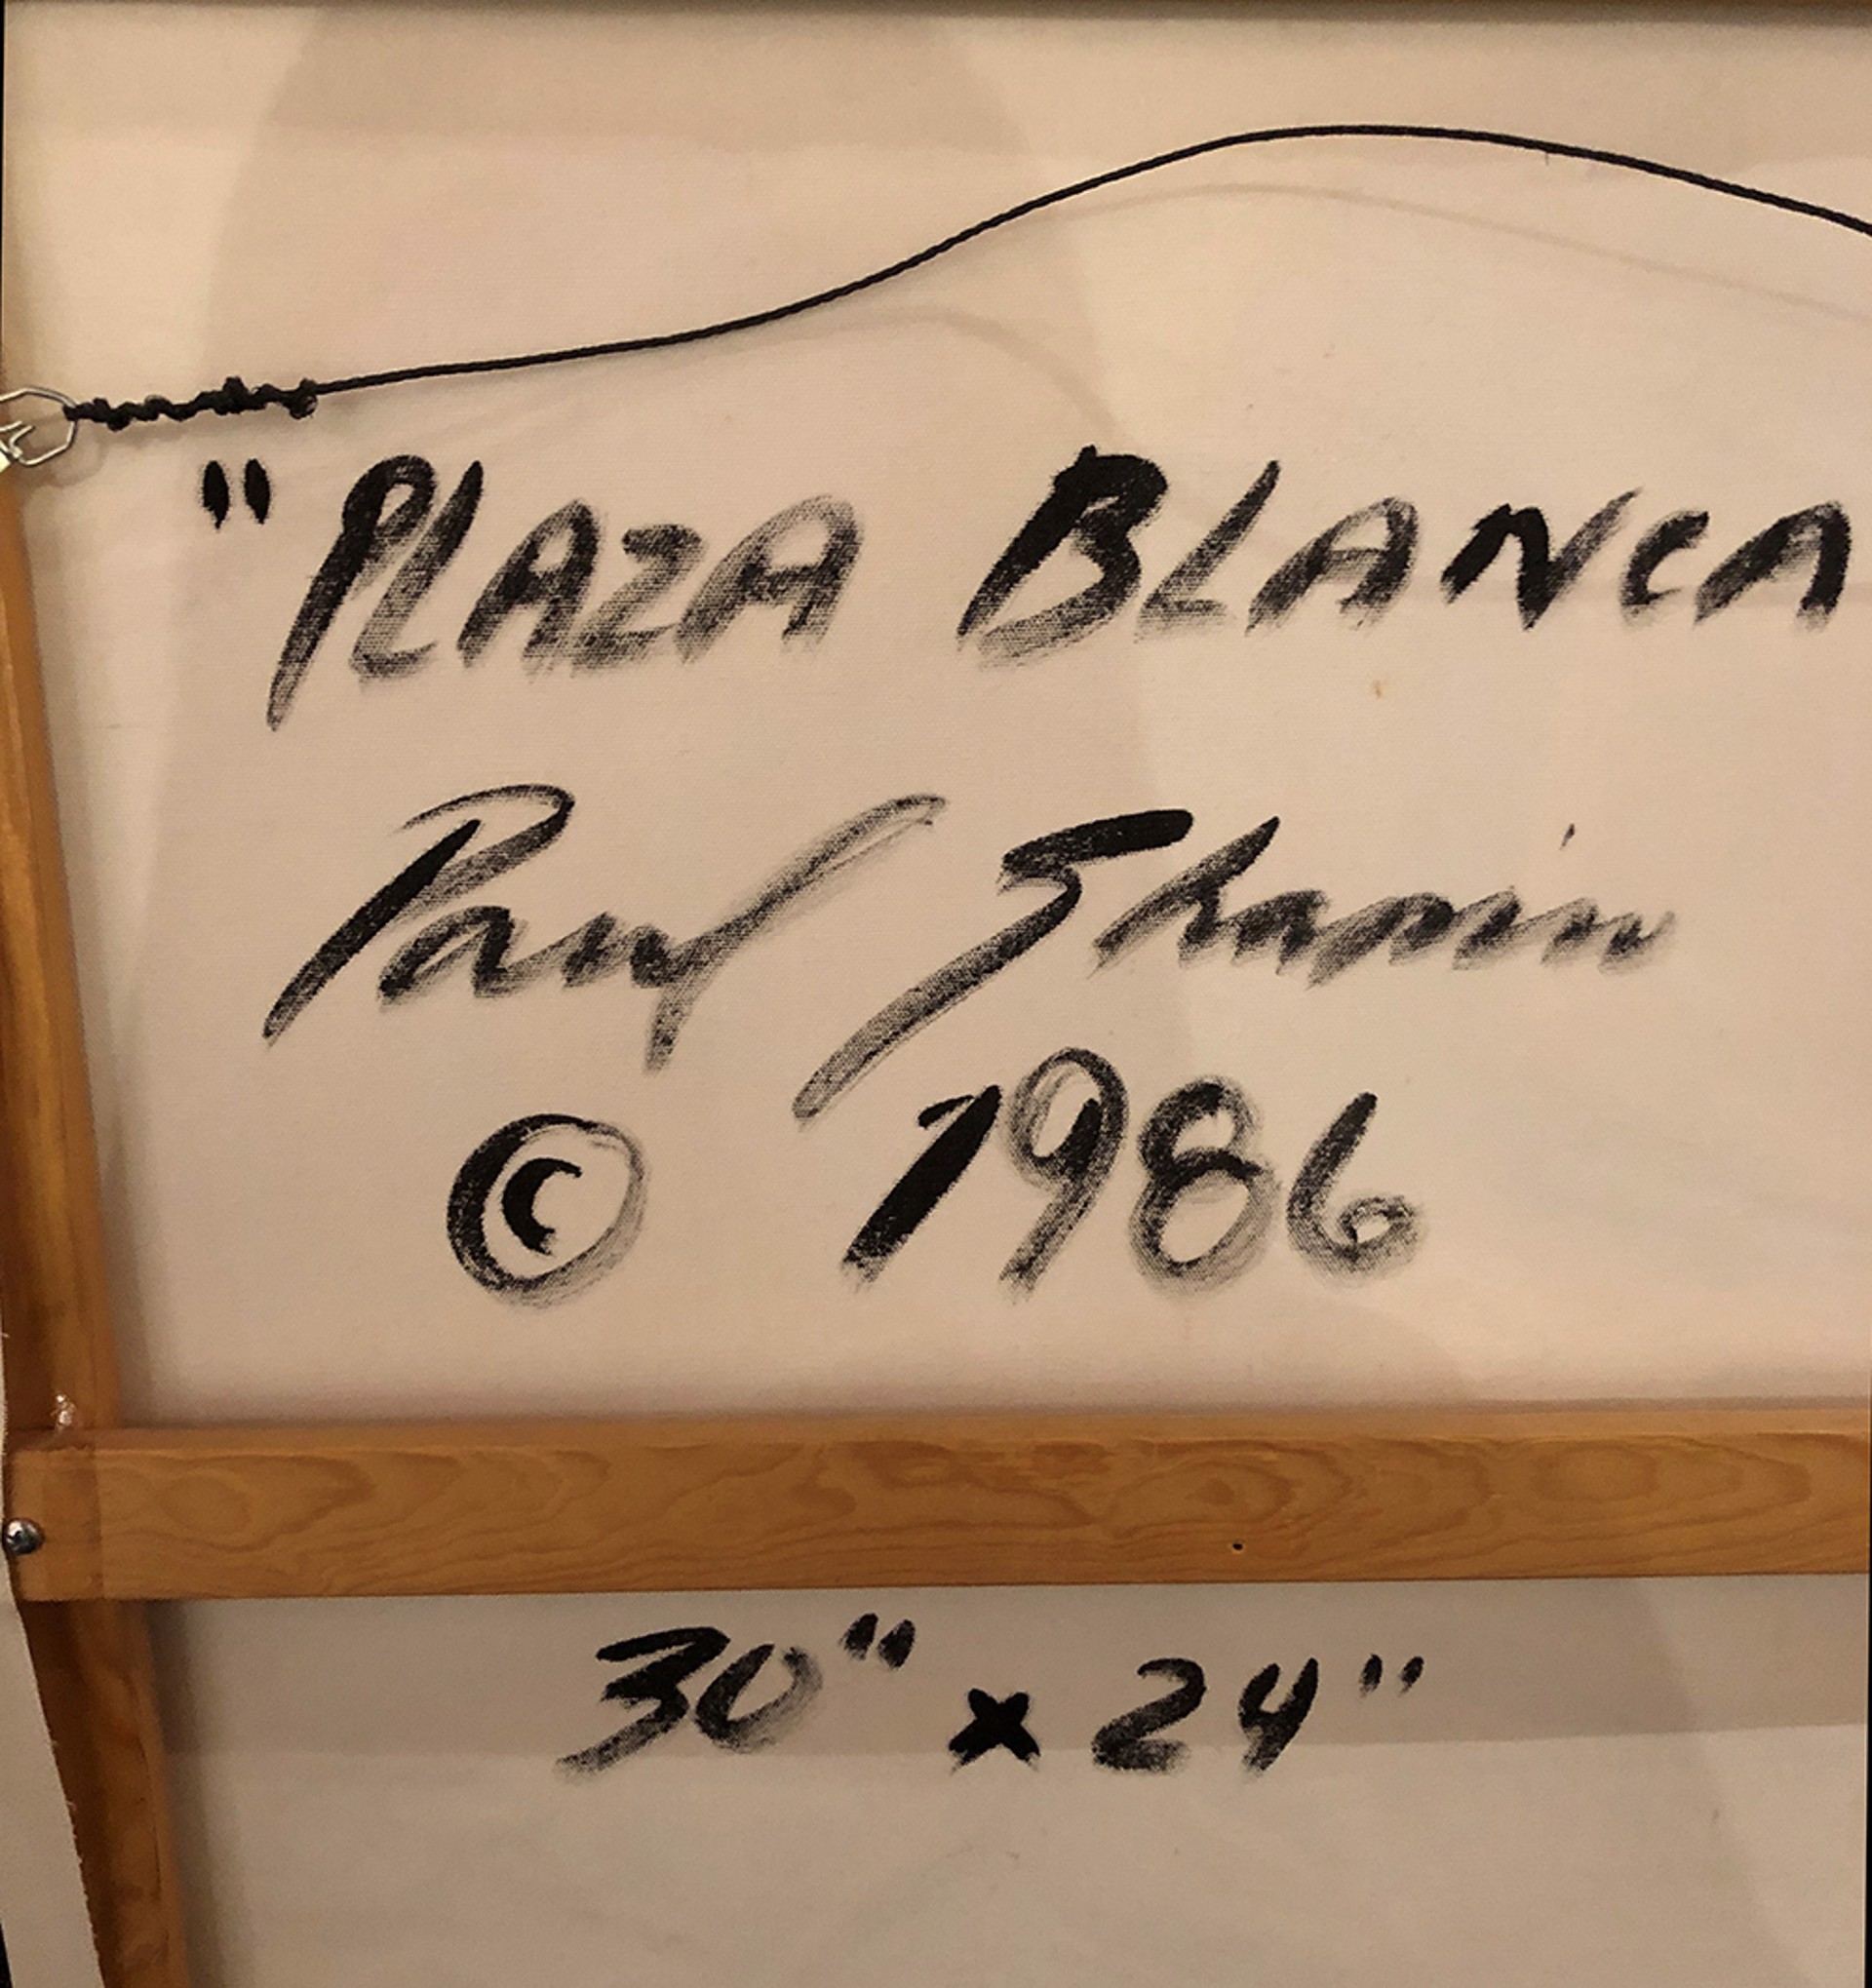 "PLAZA BLANCA
Paul Shapiro
© 1986
30" x 24"